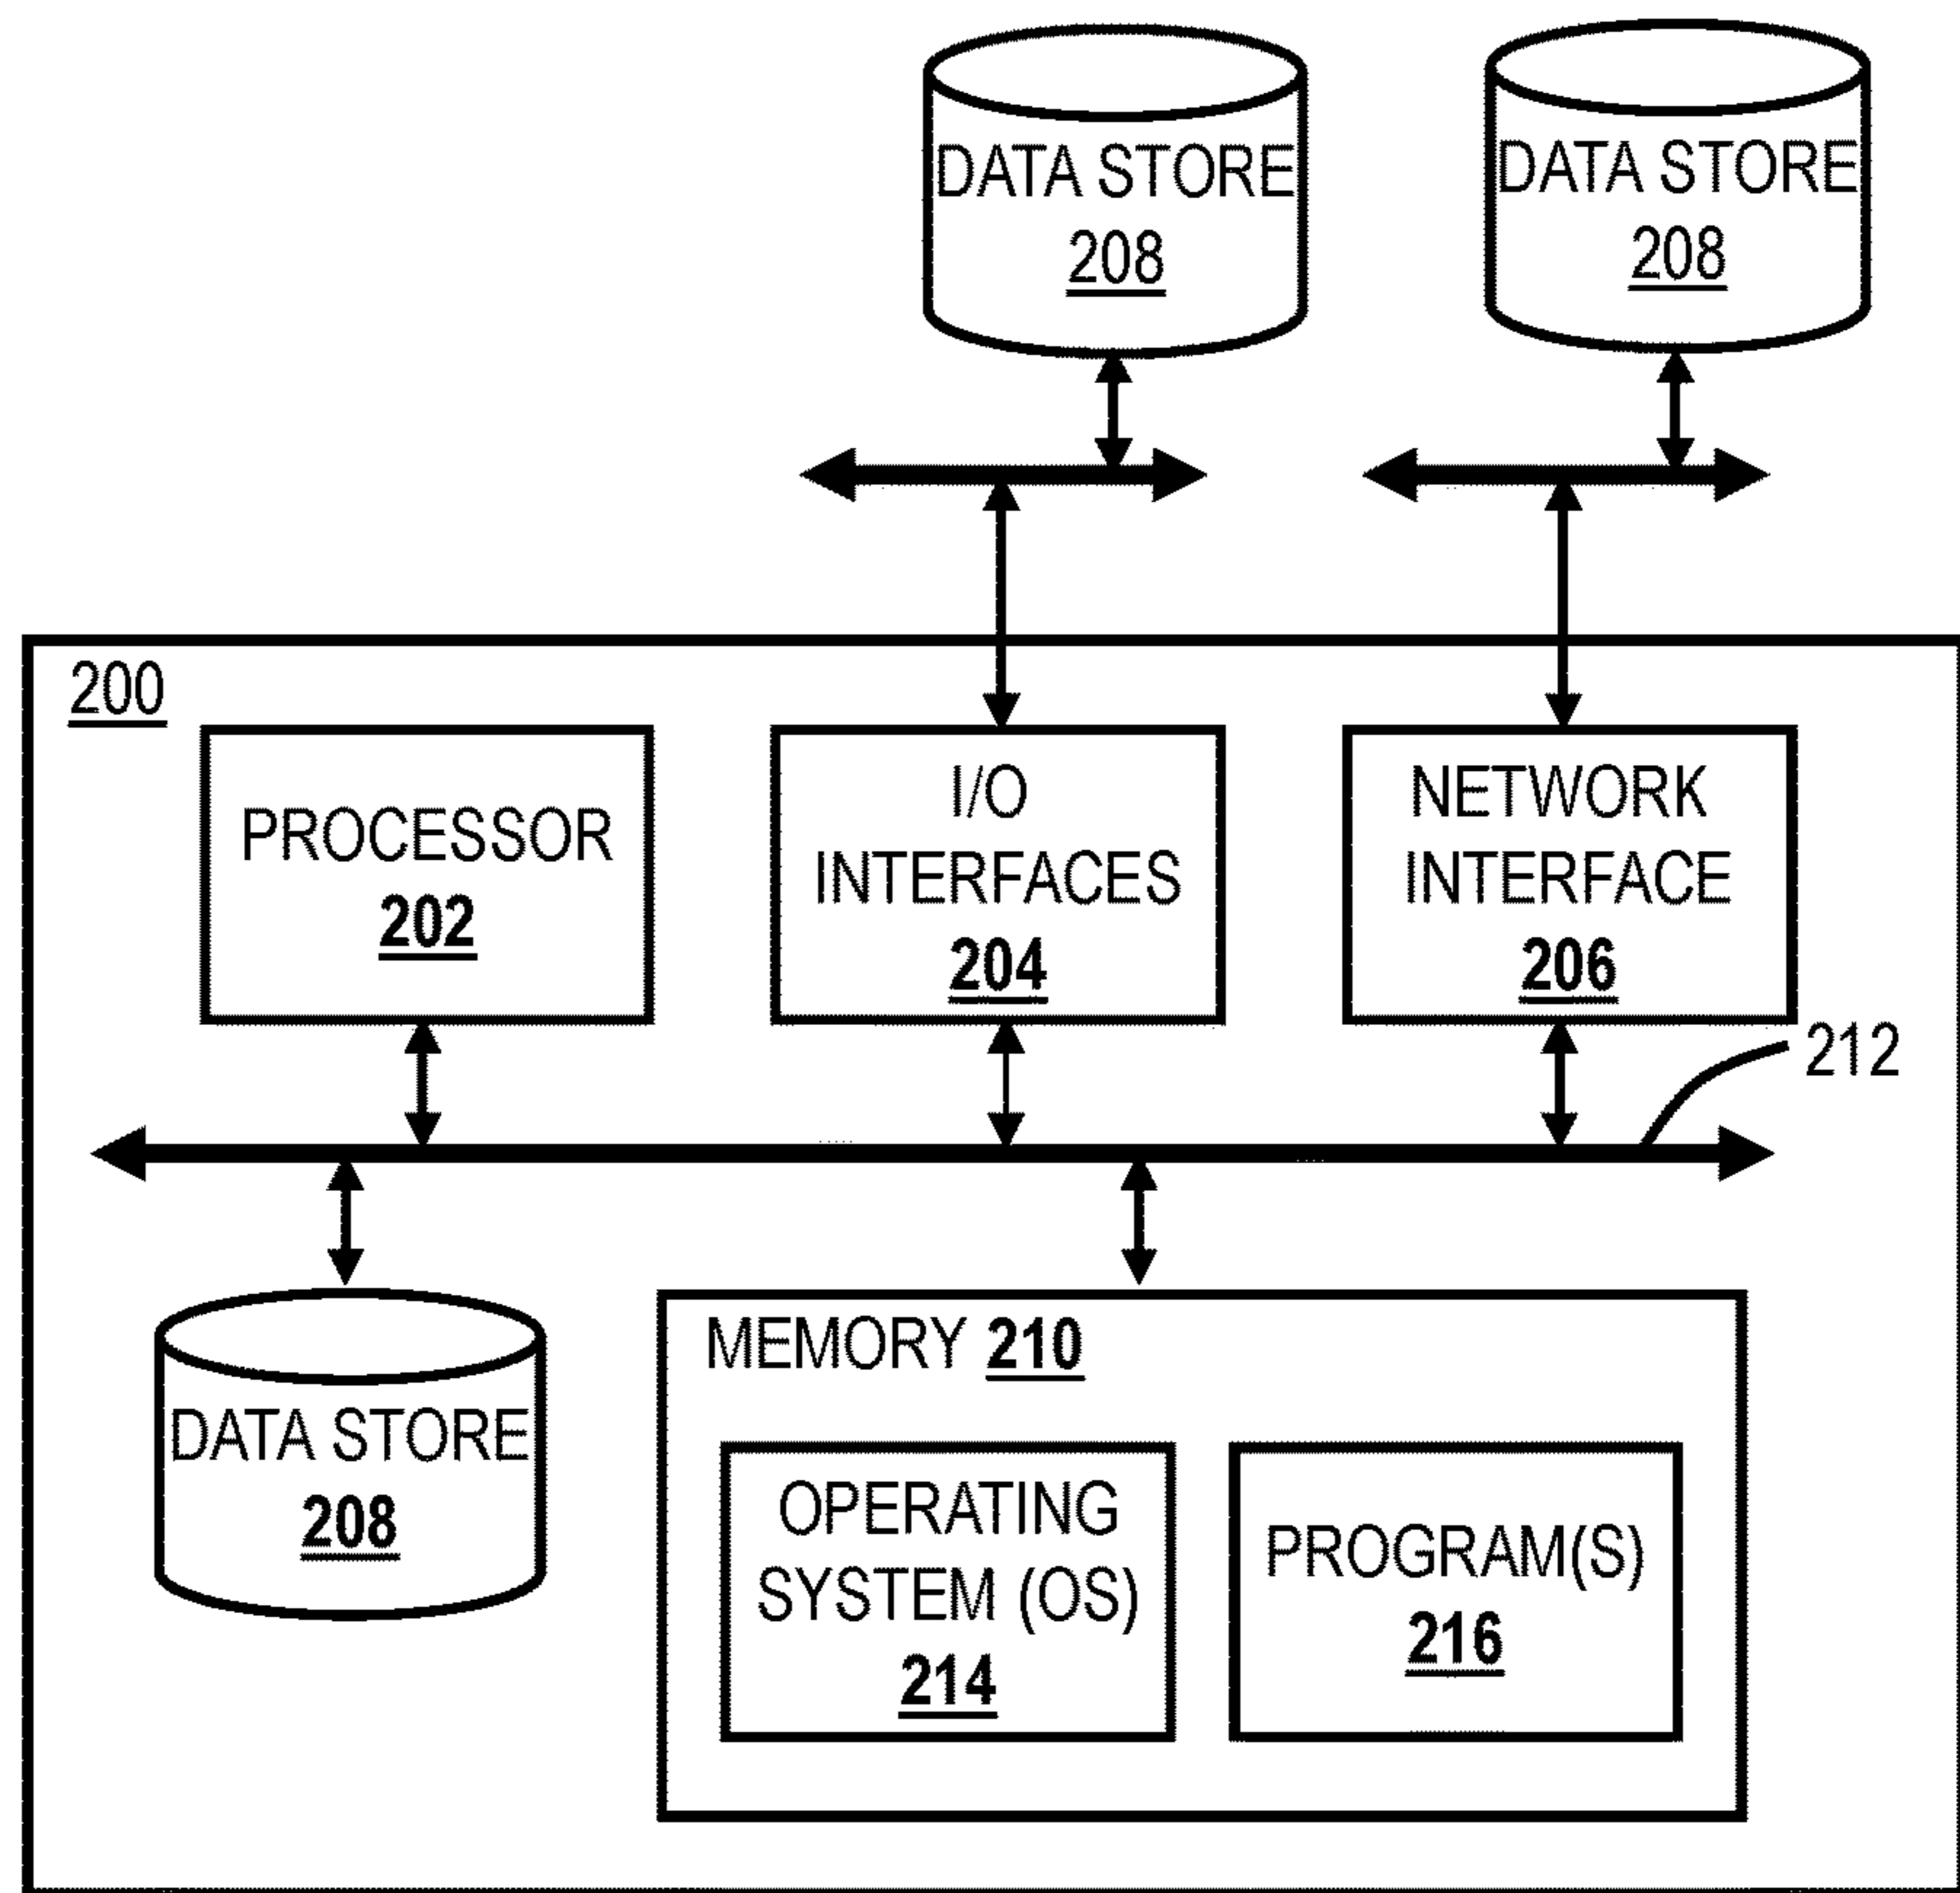 DATA STORE
208
DATA STORE
208
200
PROCESSOR
202
I/O
INTERFACES
204
NETWORK
INTERFACE
206
212
DATA STORE
208
MEMORY 210
OPERATING
SYSTEM (OS)
214
PROGRAM(S)
216